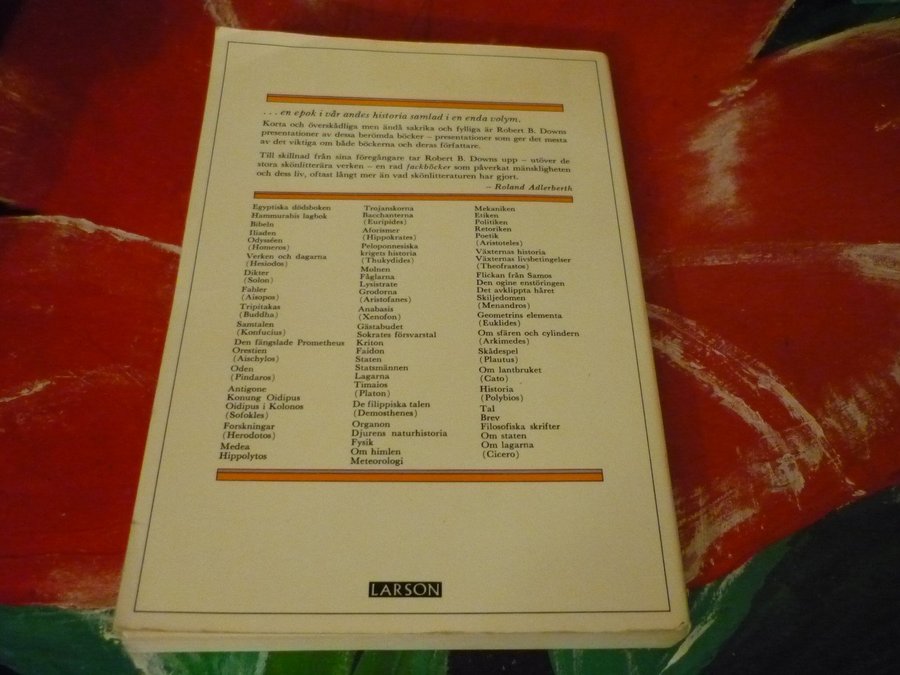 . . . en epok i vår andes historia samlad i en enda volym.
Korta och överskådliga men ändå sakrika och fylliga är Robert B. Downs
presentationer av dessa berömda böcker – presentationer som ger det mesta
av det viktiga om både böckerna och deras författare.
Till skillnad från sina föregångare tar Robert B. Downs upp – utöver de
stora skönlitterära verken – en rad fackböcker som påverkat mänskligheten
och dess liv, oftast långt mer än vad skönlitteraturen har gjort.
– Roland Adlerberth
Egyptiska dödsboken
Hammurabis lagbok
Bibeln
Iliaden
Odysséen
(Homeros)
Verken och dagarna
(Hesiodos)
Dikter
(Solon)
Fabler
(Aisopos)
Tripitakas
(Buddha)
Samtalen
(Konfucius)
Den fängslade Prometheus
Orestien
(Aischylos)
Oden
(Pindaros)
Antigone
Konung Oidipus
Oidipus i Kolonos
(Sofokles)
Forskningar
(Herodotos)
Medea
Hippolytos
Trojanskorna
Bacchanterna
(Euripides)
Aforismer
(Hippokrates)
Peloponnesiska
krigets historia
(Thukydides)
Molnen
Fåglarna
Lysistrate
Grodorna
(Aristofanes)
Anabasis
(Xenofon)
Gästabudet
Sokrates försvarstal
Kriton
Faidon
Staten
Statsmännen
Lagarna
Timaios
(Platon)
De filippiska talen
(Demosthenes)
Organon
Djurens naturhistoria
Fysik
Om himlen
Meteorologi
Mekaniken
Etiken
Politiken
Retoriken
Poetik
(Aristoteles)
Växternas historia
Växternas livsbetingelser
(Theofrastos)
Flickan från Samos
Den ogine enstöringen
Det avklippta håret
Skiljedomen
(Menandros)
Geometrins elementa
(Euklides)
Om sfären och cylindern
(Arkimedes)
Skådespel
(Plautus)
Om lantbruket
(Cato)
Historia
(Polybios)
Tal
Brev
Filosofiska skrifter
Om staten
Om lagarna
(Cicero)
LARSON